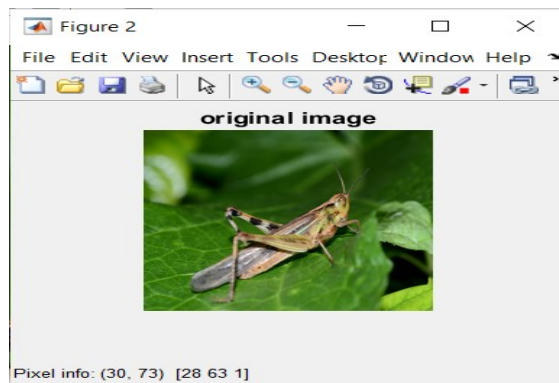 Figure 2
File Edit View Insert Tools Desktop Window Help
original image
Pixel info: (30, 73) [28 63 1]